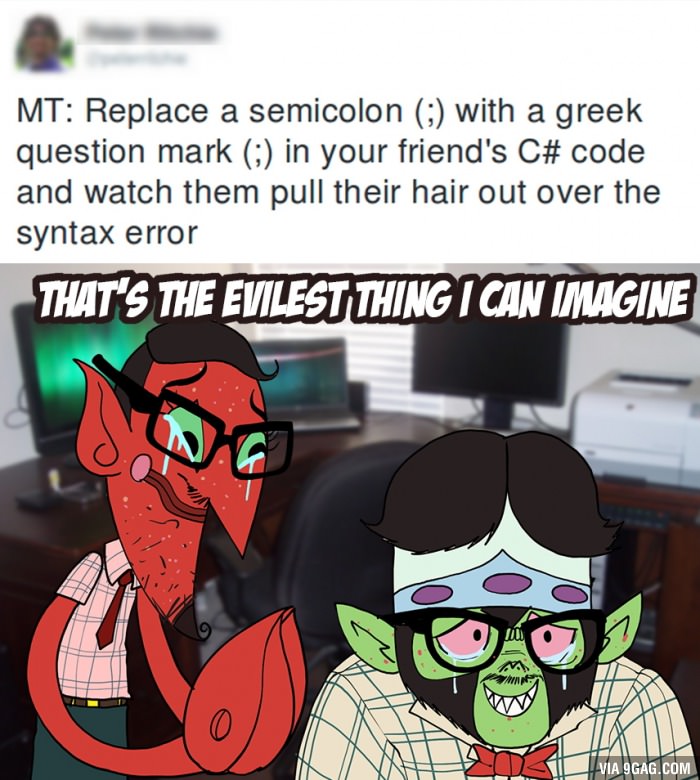 MT: Replace a semicolon (;) with a greek
question mark (;) in your friend's C# code
and watch them pull their hair out over the
syntax error
THAT'S THE EVILEST THING I CAN IMAGINE
VIA 9GAG.COM